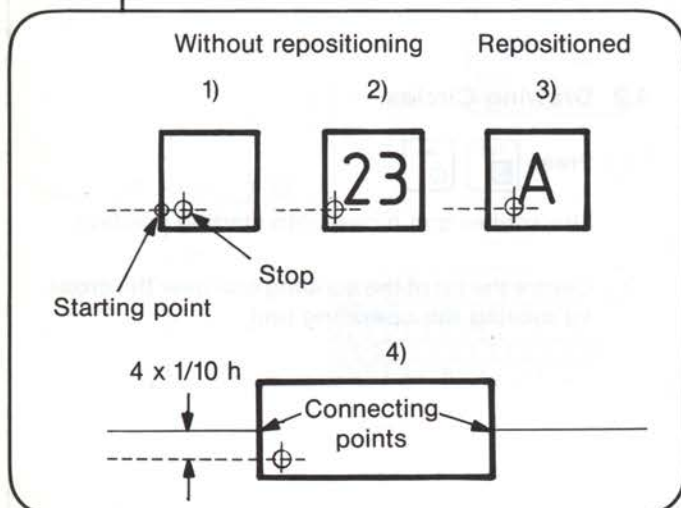 Without repositioning Repositioned
1) 2) 3)
23 A
Stop
Starting point
4 x 1/10 h
4)
Connecting
points